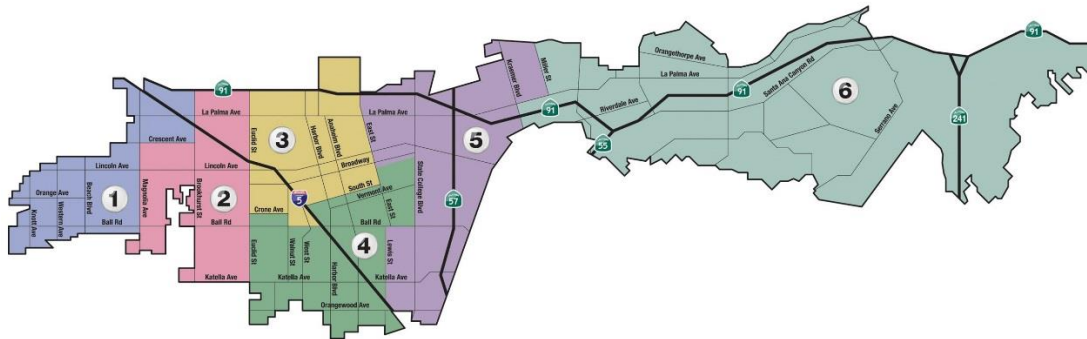 91
Orangethorpe Ave
La Palma Ave
Santa Ana Canyon Rd
91
6
Serrano Ave
241
Riverdale Ave
91
55
Miller St
Kraemer Blvd
91
5
La Palma Ave
East St
State College Blvd
57
91
La Palma Ave
3
Euclid St
Harbor Blvd
Anaheim Blvd
Broadway
South St
Vermont Ave
East St
Crescent Ave
Lincoln Ave
Lincoln Ave
Orange Ave
Beach Blvd
1
Magnolia Ave
Brookhurst St
2
Crone Ave
5
Knott Ave
Western Ave
Ball Rd
Ball Rd
Ball Rd
4
Euclid St
Walnut St
West St
Harbor Blvd
Lewis St
Katella Ave
Katella Ave
Katella Ave
Orangewood Ave